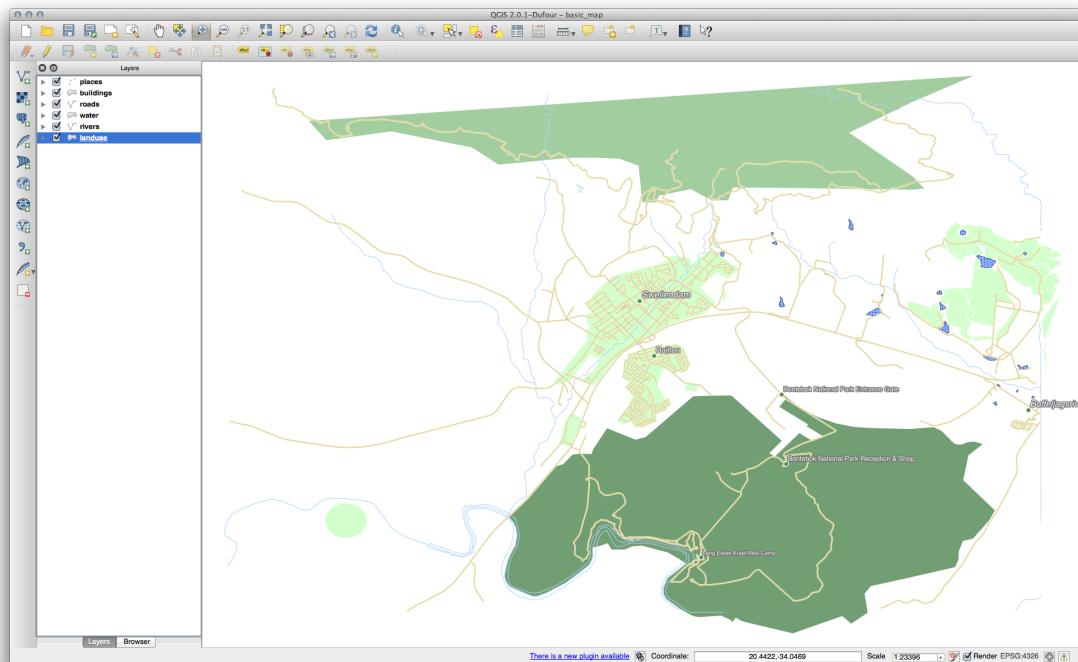 QGIS 2.0.1-Dufour – basic_map
Layers
places
buildings
roads
water
rivers
landuse
Swellendam
Railton
Bontebok National Park Entrance Gate
Buffeljagsriv
Bontebok National Park Reception & Shop
Lang Elsies Kraal Rest Camp
Layers Browser
There is a new plugin available Coordinate: 20.4422,-34.0469 Scale 1:23396 Render EPSG:4326